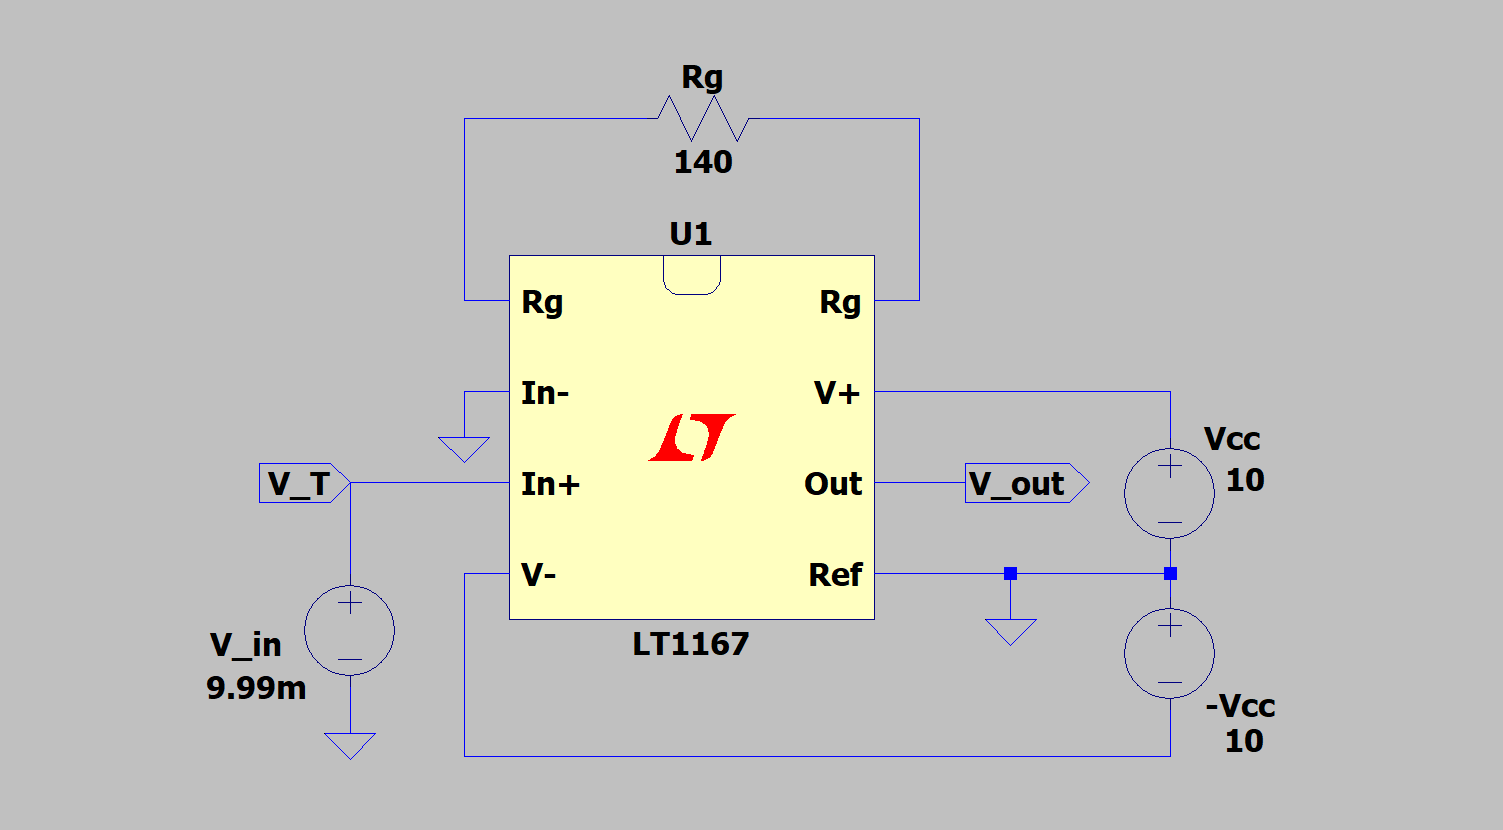 Rg
140
U1
Rg
Rg
In-
V+
Vcc
10
V_T
In+
Out
V_out
V-
Ref
LT1167
V_in
9.99m
-Vcc
10